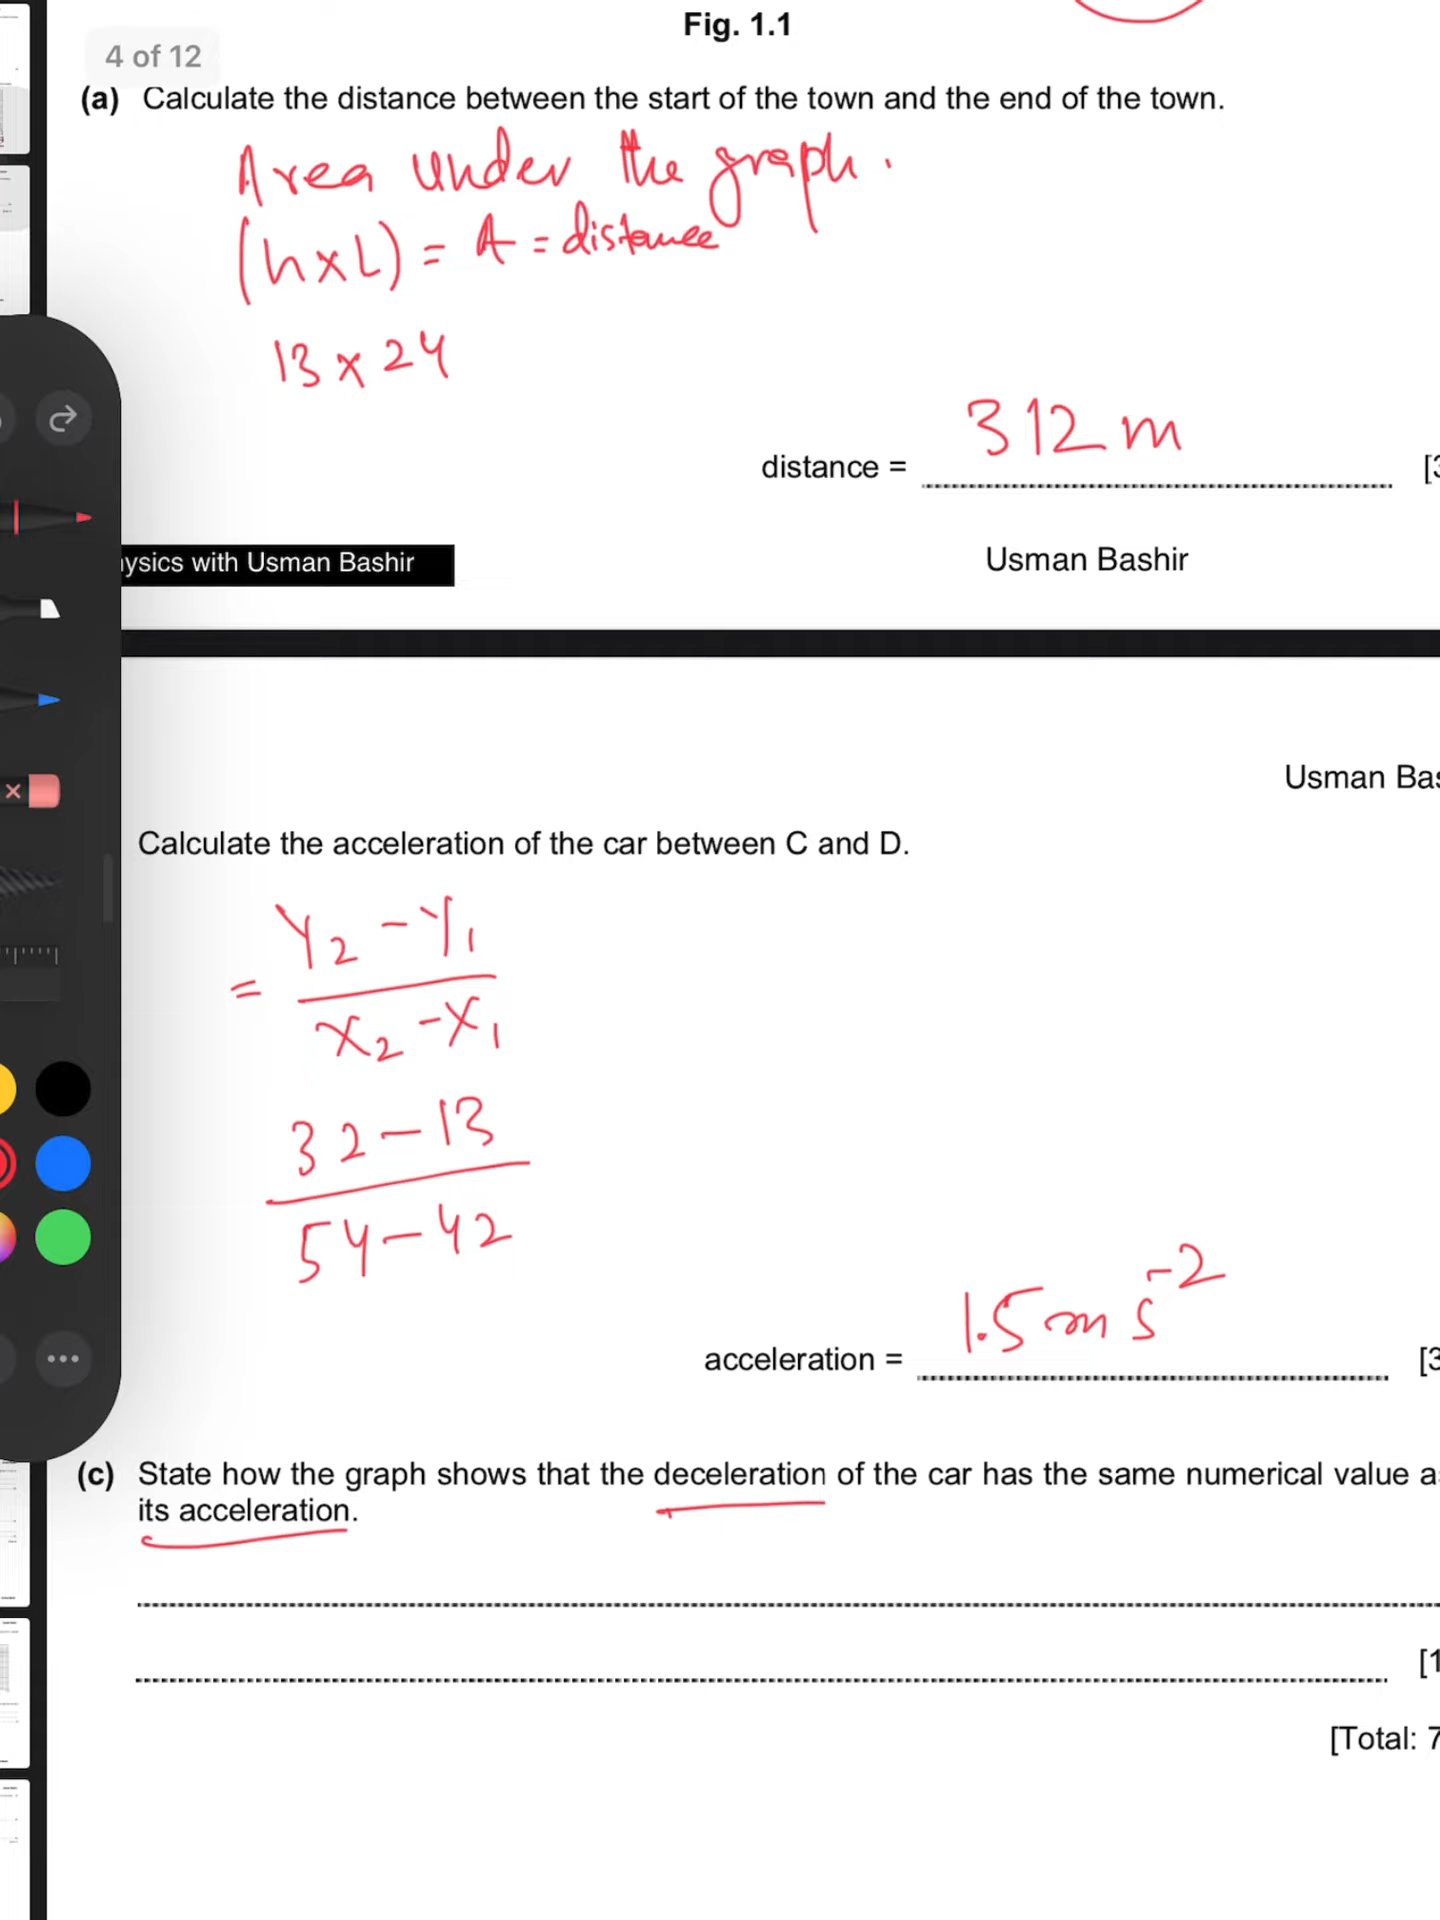 Fig. 1.1
4 of 12
(a) Calculate the distance between the start of the town and the end of the town.
Area under the graph.
(h×L) = A = distance
13 × 24
312 m
distance = [3
ysics with Usman Bashir
Usman Bashir
Usman Bas
Calculate the acceleration of the car between C and D.
= Y2 - Y1
X2 - X1
32 - 13
54 - 42
1.5 m s-2
acceleration = [3
(c) State how the graph shows that the deceleration of the car has the same numerical value a
its acceleration.
[1
[Total: 7